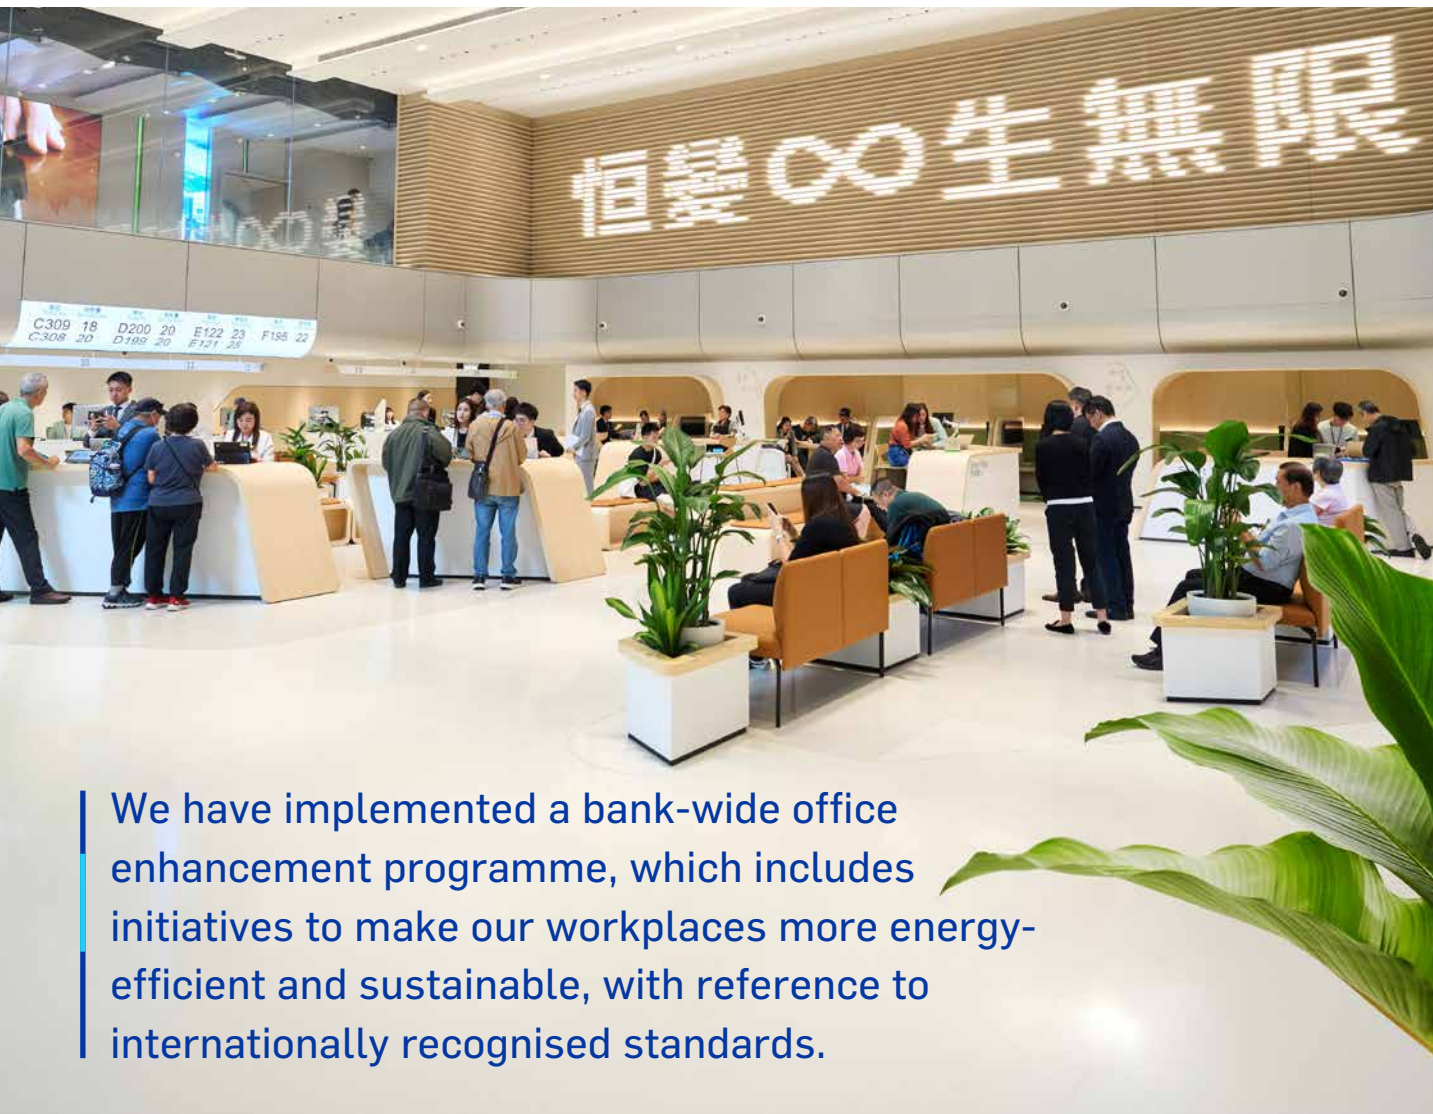 恒變∞生無限
C309 18 D200 20 E122 23 F195 22
C308 20 D199 20 E121 25
We have implemented a bank-wide office
enhancement programme, which includes
initiatives to make our workplaces more energy-
efficient and sustainable, with reference to
internationally recognised standards.